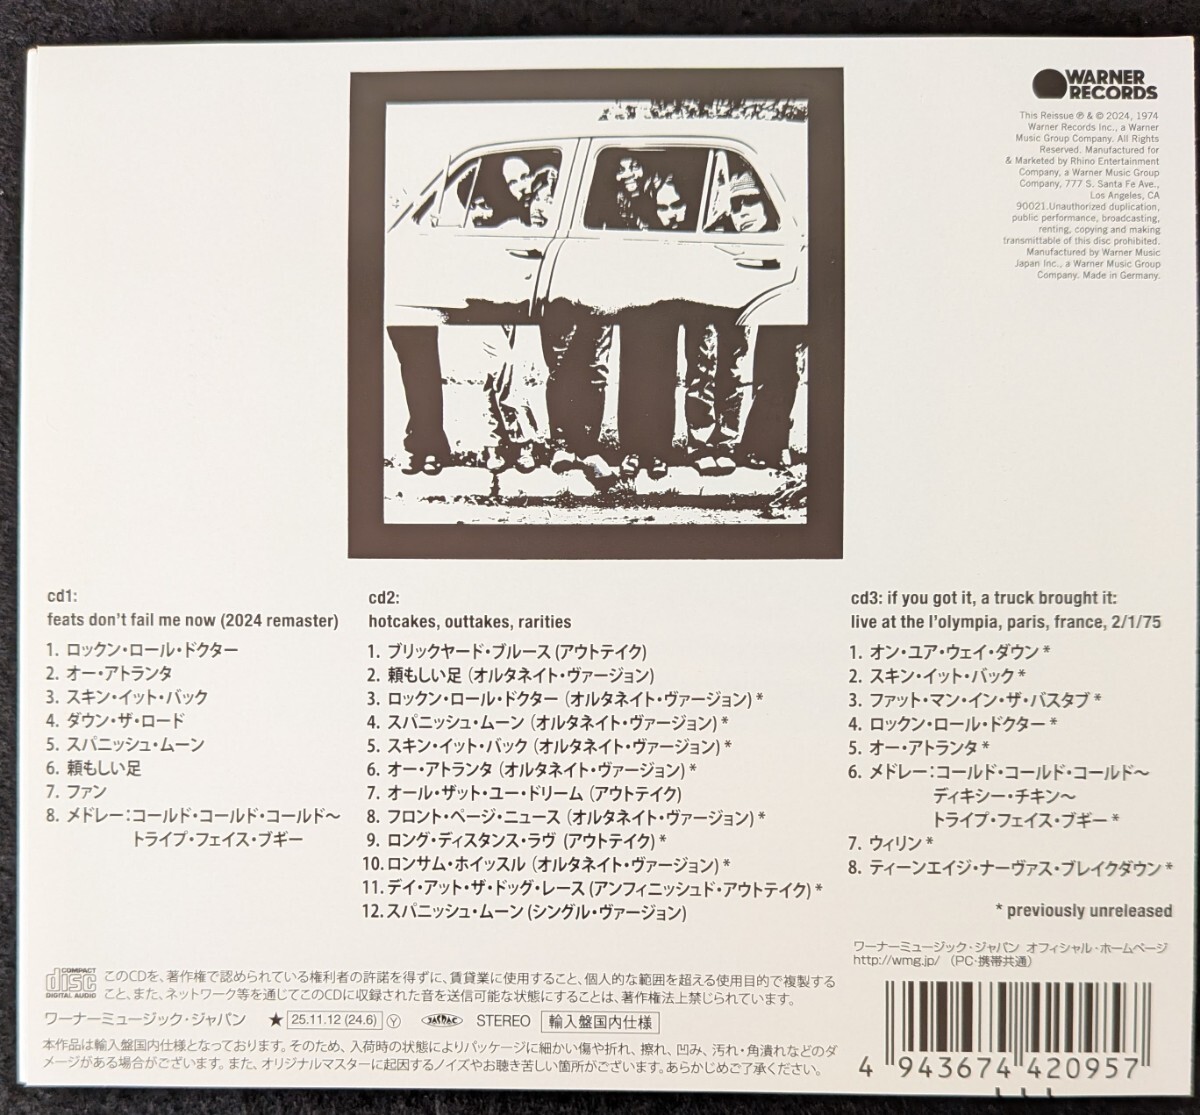 WARNER
RECORDS
This Reissue ℗ & © 2024, 1974
Warner Records Inc., a Warner
Music Group Company. All Rights
Reserved. Manufactured for
& Marketed by Rhino Entertainment
Company, a Warner Music Group
Company, 777 S. Santa Fe Ave.,
Los Angeles, CA
90021.Unauthorized duplication,
public performance, broadcasting,
renting, copying and making
transmittable of this disc prohibited.
Manufactured by Warner Music
Japan Inc., a Warner Music Group
Company. Made in Germany.
cd1:
feats don't fail me now (2024 remaster)
1. ロックン・ロール・ドクター
2. オー・アトランタ
3. スキン・イット・バック
4. ダウン・ザ・ロード
5. スパニッシュ・ムーン
6. 頼もしい足
7. ファン
8. メドレー：コールド・コールド・コールド～
トライプ・フェイス・ブギー
cd2:
hotcakes, outtakes, rarities
1. ブリックヤード・ブルース (アウトテイク)
2. 頼もしい足 (オルタネイト・ヴァージョン)
3. ロックン・ロール・ドクター (オルタネイト・ヴァージョン) *
4. スパニッシュ・ムーン (オルタネイト・ヴァージョン) *
5. スキン・イット・バック (オルタネイト・ヴァージョン) *
6. オー・アトランタ (オルタネイト・ヴァージョン) *
7. オール・ザット・ユー・ドリーム (アウトテイク)
8. フロント・ページ・ニュース (オルタネイト・ヴァージョン) *
9. ロング・ディスタンス・ラヴ (アウトテイク) *
10. ロンサム・ホイッスル (オルタネイト・ヴァージョン) *
11. デイ・アット・ザ・ドッグ・レース (アンフィニッシュド・アウトテイク) *
12. スパニッシュ・ムーン (シングル・ヴァージョン)
cd3: if you got it, a truck brought it:
live at the l'olympia, paris, france, 2/1/75
1. オン・ユア・ウェイ・ダウン *
2. スキン・イット・バック *
3. ファット・マン・イン・ザ・バスタブ *
4. ロックン・ロール・ドクター *
5. オー・アトランタ *
6. メドレー：コールド・コールド・コールド～
ディキシー・チキン～
トライプ・フェイス・ブギー *
7. ウィリン *
8. ティーンエイジ・ナーヴァス・ブレイクダウン *
* previously unreleased
ワーナーミュージック・ジャパン オフィシャル・ホームページ
http://wmg.jp/ (PC・携帯共通)
COMPACT
disc
DIGITAL AUDIO
このCDを、著作権で認められている権利者の許諾を得ずに、賃貸業に使用すること、個人的な範囲を超える使用目的で複製する
こと、また、ネットワーク等を通じてこのCDに収録された音を送信可能な状態にすることは、著作権法上禁じられています。
ワーナーミュージック・ジャパン ★ 25.11.12 (24.6) Ⓨ JASRAC STEREO 輸入盤国内仕様
本作品は輸入盤国内仕様となっております。そのため、入荷時の状態によりパッケージに細かい傷や折れ、擦れ、凹み、汚れ・角潰れなどのダ
メージがある場合がございます。また、オリジナルマスターに起因するノイズやお聴き苦しい箇所がございます。あらかじめご了承ください。
4 943674 420957